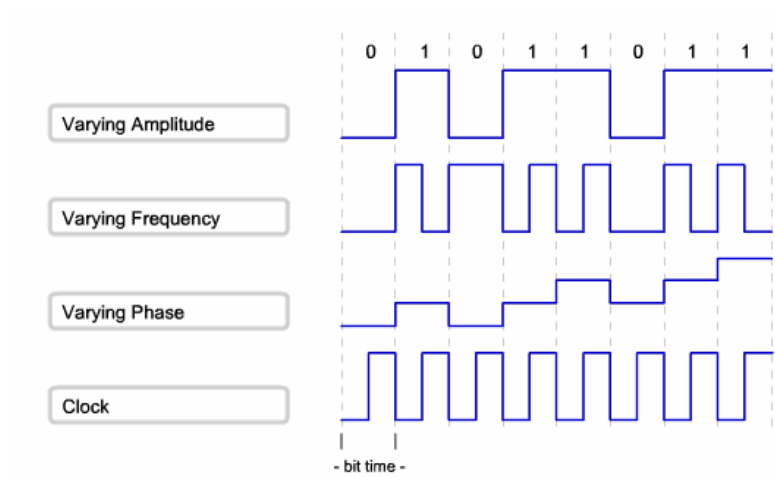 0 1 0 1 1 0 1 1
Varying Amplitude
Varying Frequency
Varying Phase
Clock
- bit time -